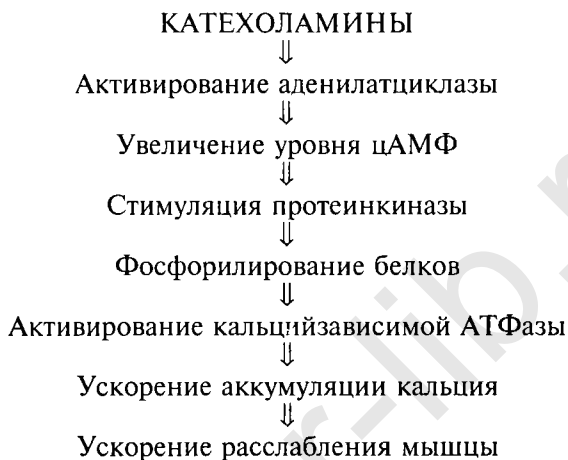 КАТЕХОЛАМИНЫ
⇓
Активирование аденилатциклазы
⇓
Увеличение уровня цАМФ
⇓
Стимуляция протеинкиназы
⇓
Фосфорилирование белков
⇓
Активирование кальцийзависимой АТФазы
⇓
Ускорение аккумуляции кальция
⇓
Ускорение расслабления мышцы